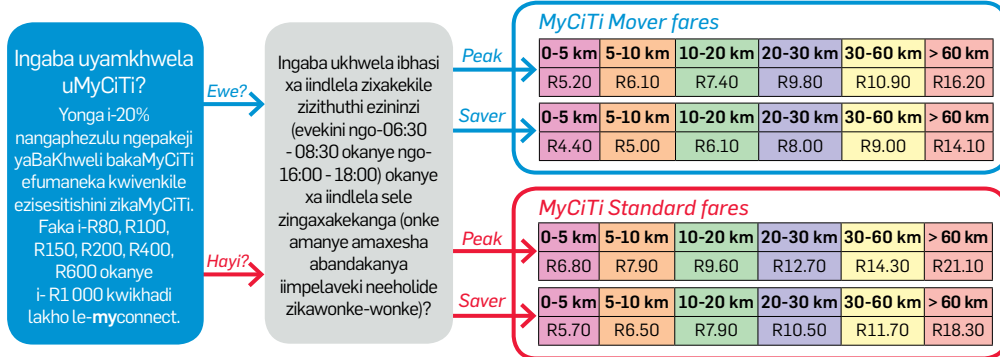 Ingaba uyamkhwela
uMyCiTi?
Yonga i-20%
nangaphezulu ngepakeji
yaBaKhweli bakaMyCiTi
efumaneka kwivenkile
ezisesitishini zikaMyCiTi.
Faka i-R80, R100,
R150, R200, R400,
R600 okanye
i- R1 000 kwikhadi
lakho le-myconnect.
Ewe?
Hayi?
Ingaba ukhwela ibhasi
xa iindlela zixakekile
zizithuthi ezininzi
(evekini ngo-06:30
- 08:30 okanye ngo-
16:00 - 18:00) okanye
xa iindlela sele
zingaxakekanga (onke
amanye amaxesha
abandakanya
iimpelaveki neeholide
zikawonke-wonke)?
Peak
Saver
MyCiTi Mover fares
0-5 km 5-10 km 10-20 km 20-30 km 30-60 km > 60 km
R5.20 R6.10 R7.40 R9.80 R10.90 R16.20
0-5 km 5-10 km 10-20 km 20-30 km 30-60 km > 60 km
R4.40 R5.00 R6.10 R8.00 R9.00 R14.10
Peak
Saver
MyCiTi Standard fares
0-5 km 5-10 km 10-20 km 20-30 km 30-60 km > 60 km
R6.80 R7.90 R9.60 R12.70 R14.30 R21.10
0-5 km 5-10 km 10-20 km 20-30 km 30-60 km > 60 km
R5.70 R6.50 R7.90 R10.50 R11.70 R18.30